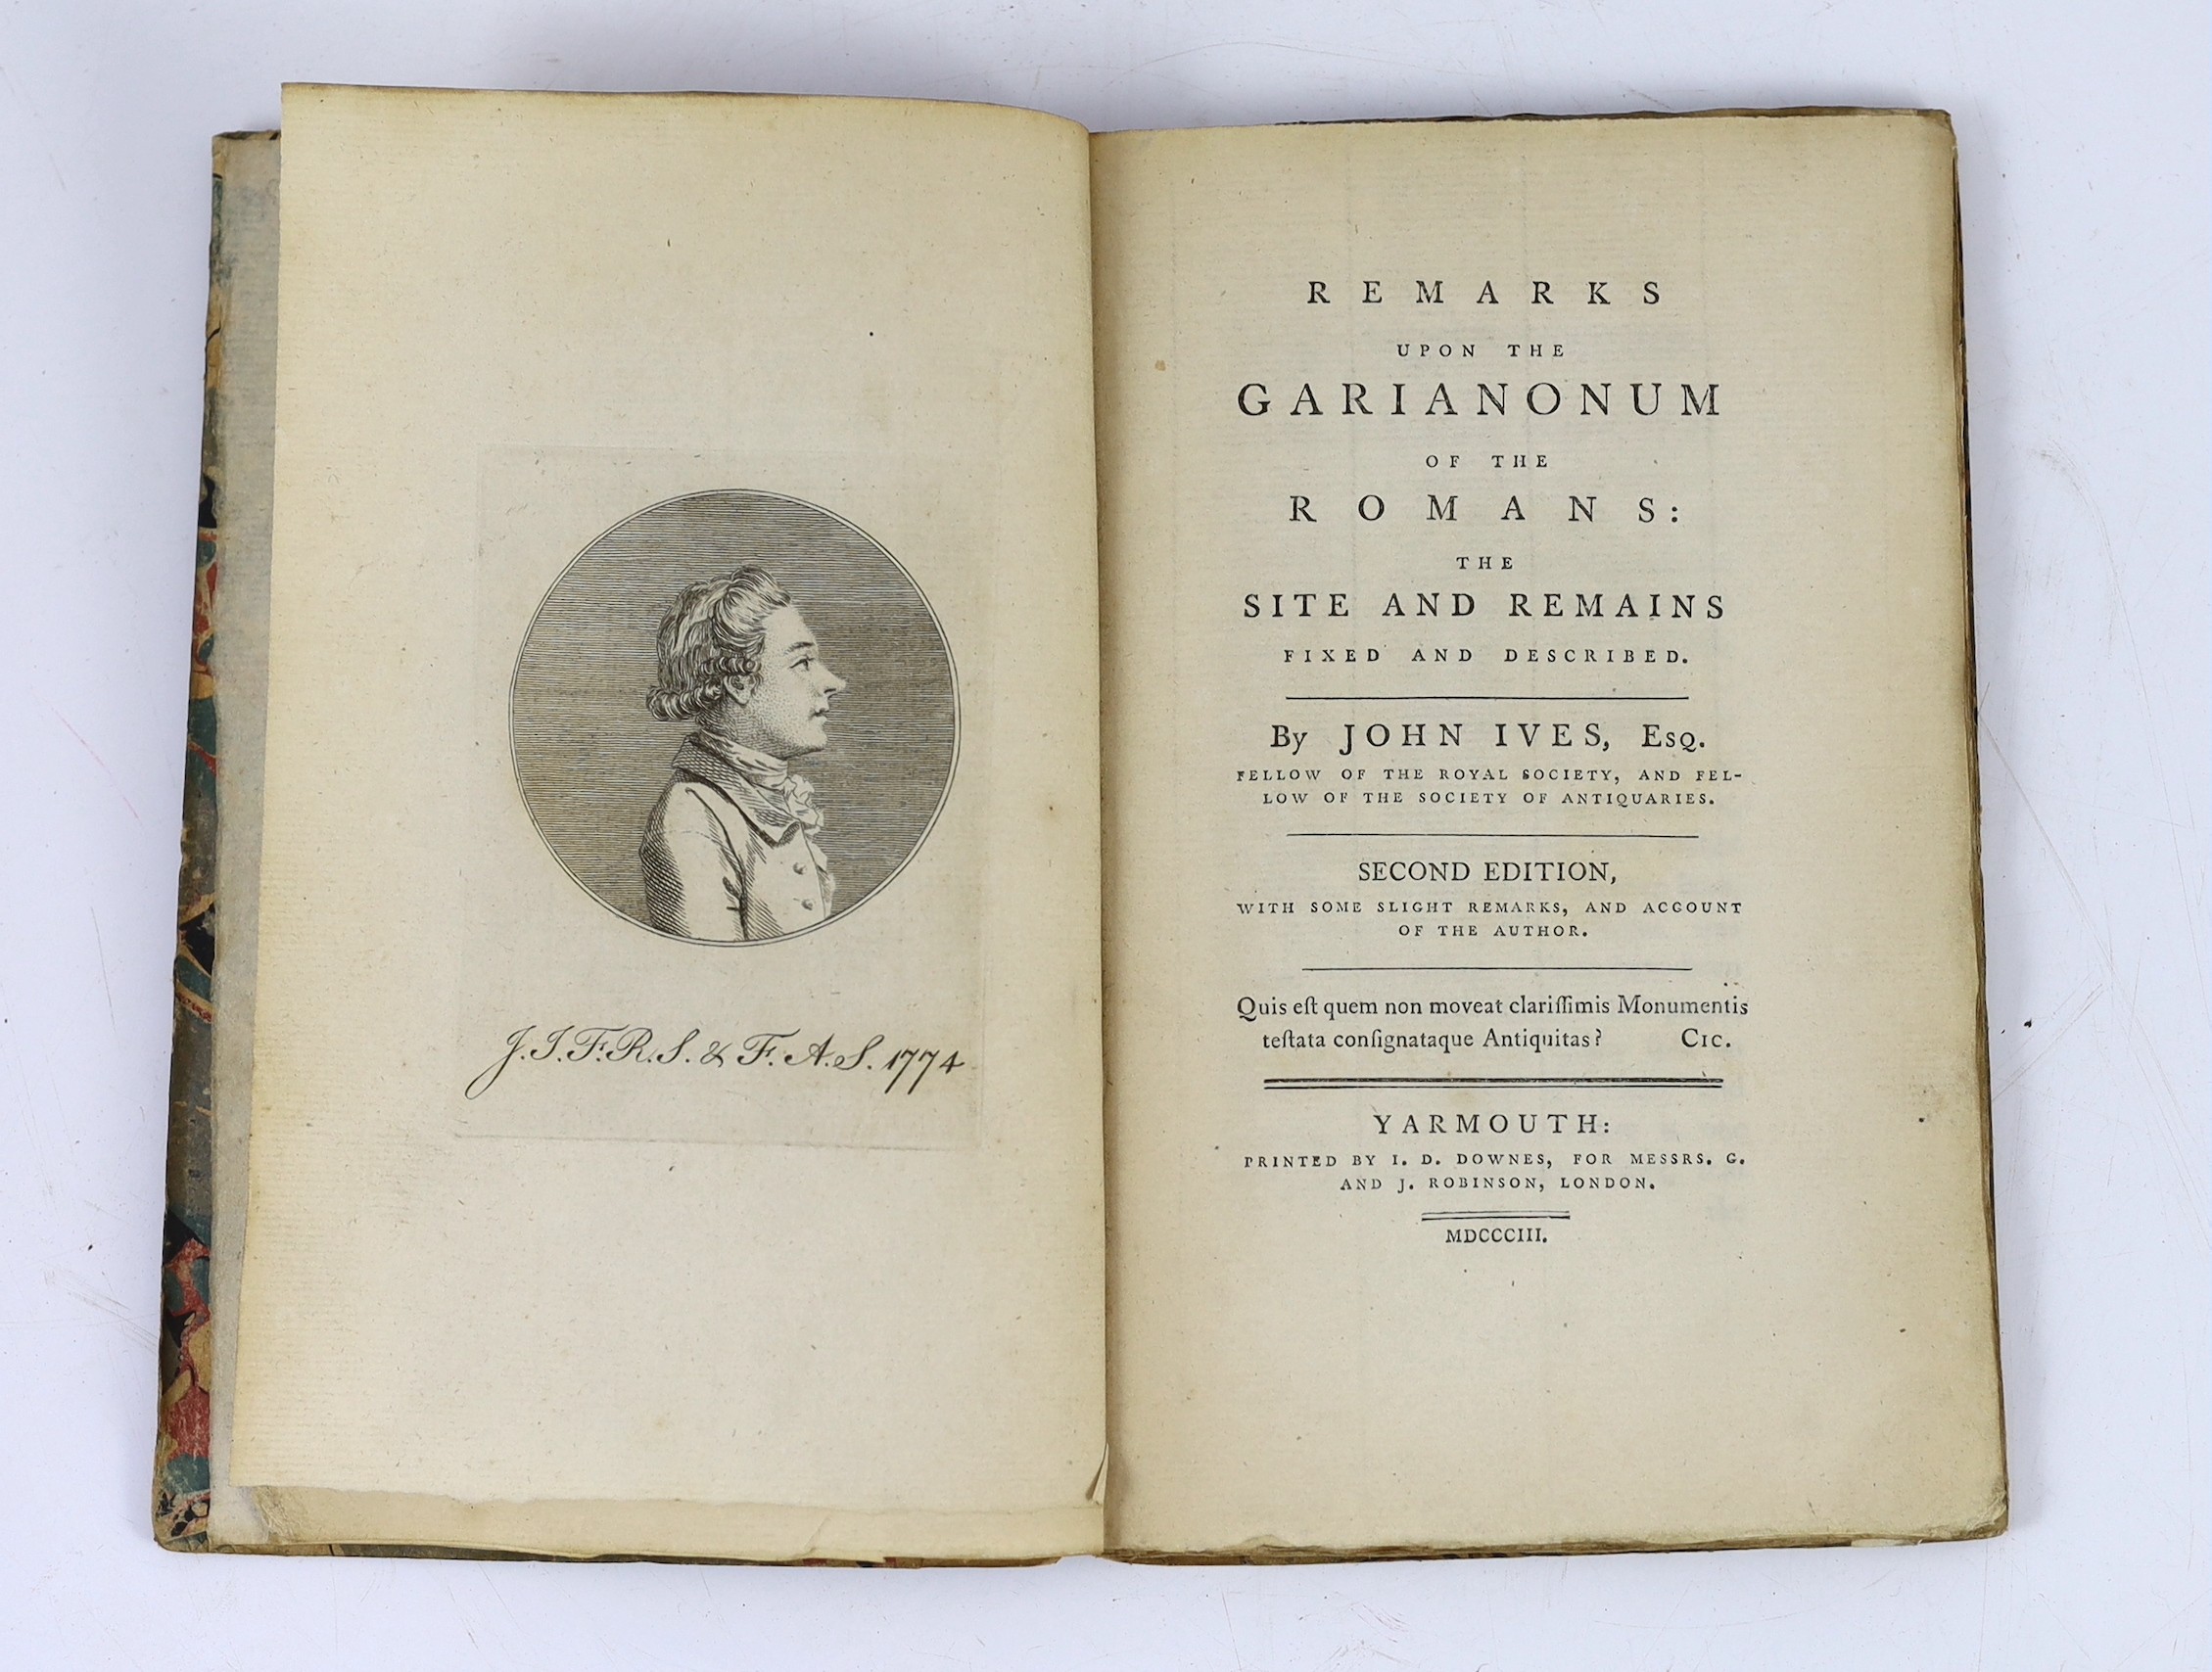 J. I. F. R. S. & F. A. S. 1774
REMARKS
UPON THE
GARIANONUM
OF THE
ROMANS:
THE
SITE AND REMAINS
FIXED AND DESCRIBED.
By JOHN IVES, Esq.
FELLOW OF THE ROYAL SOCIETY, AND FEL-
LOW OF THE SOCIETY OF ANTIQUARIES.
SECOND EDITION,
WITH SOME SLIGHT REMARKS, AND ACCOUNT
OF THE AUTHOR.
Quis eſt quem non moveat clariſſimis Monumentis
teſtata conſignataque Antiquitas? CIC.
YARMOUTH:
PRINTED BY I. D. DOWNES, FOR MESSRS. G.
AND J. ROBINSON, LONDON.
MDCCCIII.